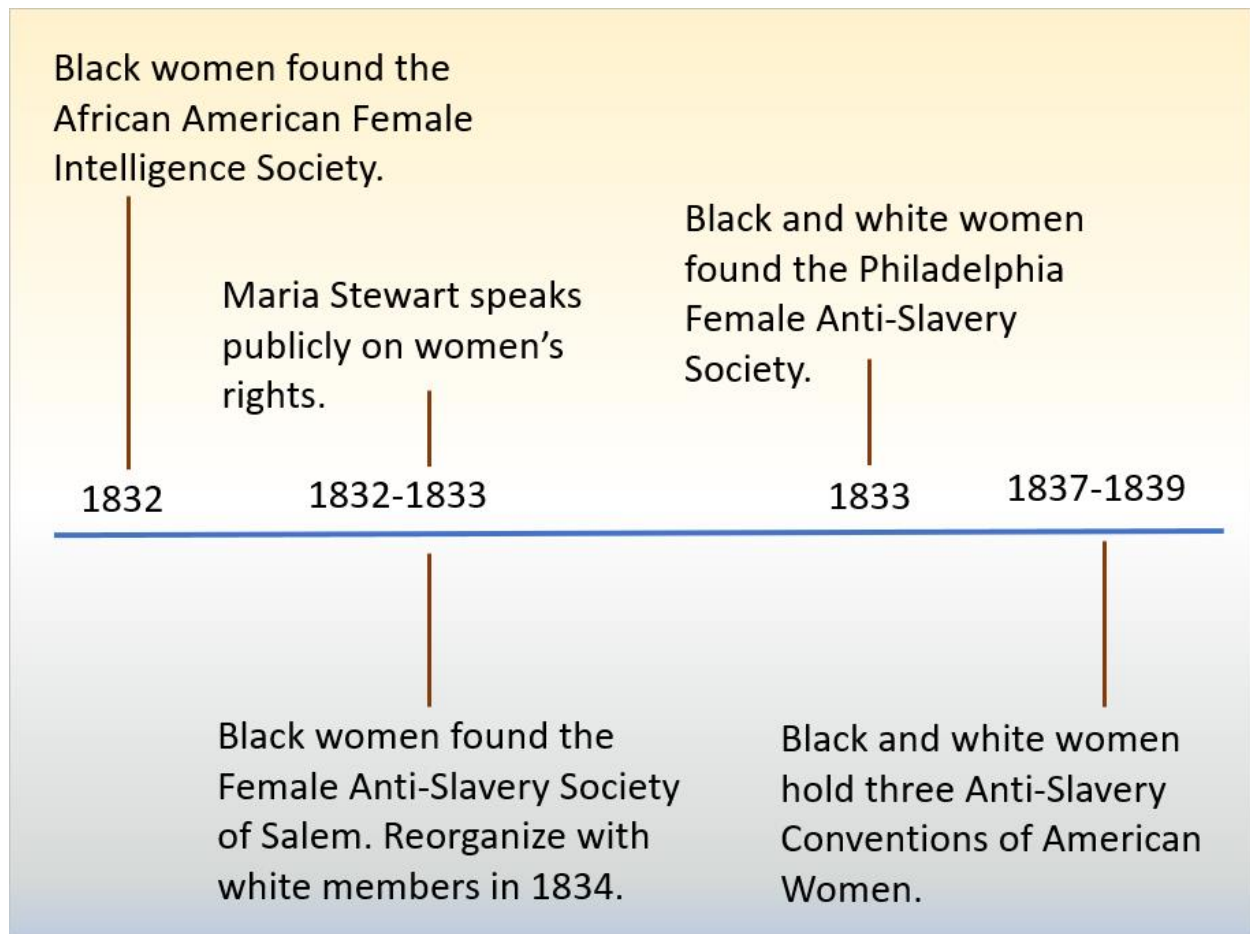 Black women found the
African American Female
Intelligence Society.
Maria Stewart speaks
publicly on women’s
rights.
Black and white women
found the Philadelphia
Female Anti-Slavery
Society.
1832
1832-1833
1833
1837-1839
Black women found the
Female Anti-Slavery Society
of Salem. Reorganize with
white members in 1834.
Black and white women
hold three Anti-Slavery
Conventions of American
Women.